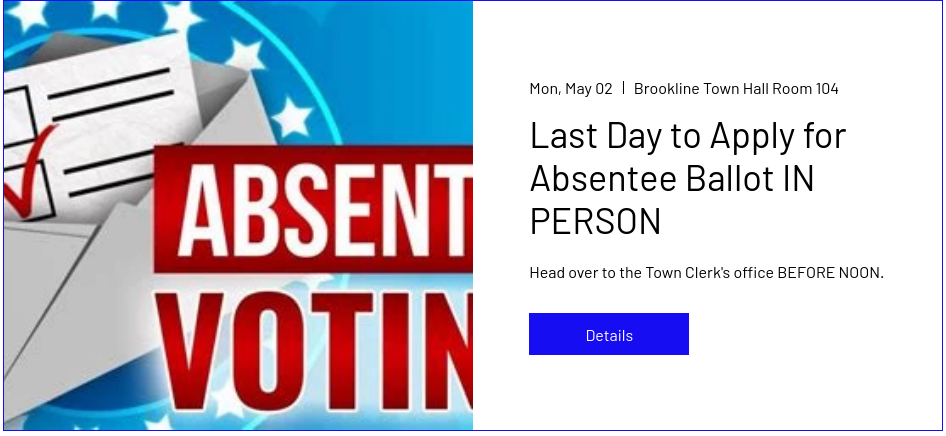 ABSENT
VOTIN
Mon, May 02 | Brookline Town Hall Room 104
Last Day to Apply for
Absentee Ballot IN
PERSON
Head over to the Town Clerk's office BEFORE NOON.
Details